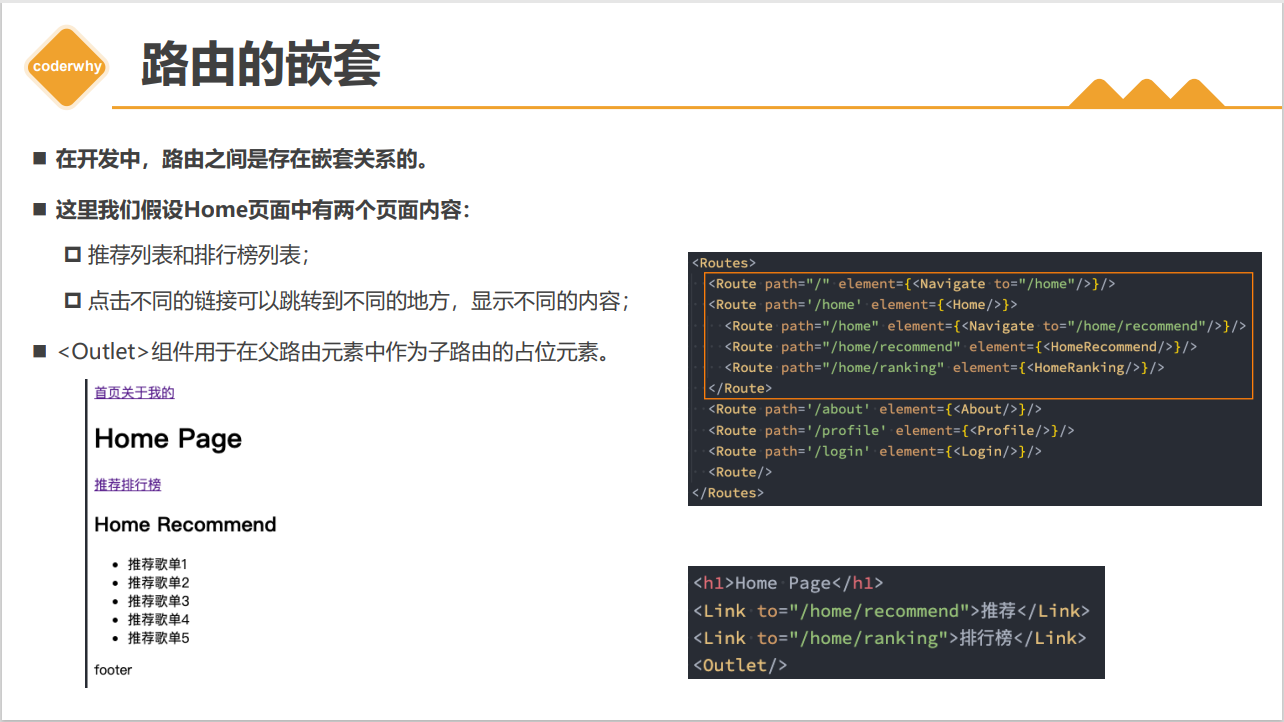 coderwhy
路由的嵌套
在开发中，路由之间是存在嵌套关系的。
这里我们假设Home页面中有两个页面内容：
推荐列表和排行榜列表；
点击不同的链接可以跳转到不同的地方，显示不同的内容；
<Outlet>组件用于在父路由元素中作为子路由的占位元素。
首页关于我的
Home Page
推荐排行榜
Home Recommend
推荐歌单1
推荐歌单2
推荐歌单3
推荐歌单4
推荐歌单5
footer
<Routes>
<Route path="/" element={<Navigate to="/home"/>}/>
<Route path='/home' element={<Home/>}>
<Route path="/home" element={<Navigate to="/home/recommend"/>}/>
<Route path="/home/recommend" element={<HomeRecommend/>}/>
<Route path="/home/ranking" element={<HomeRanking/>}/>
</Route>
<Route path='/about' element={<About/>}/>
<Route path='/profile' element={<Profile/>}/>
<Route path='/login' element={<Login/>}/>
<Route/>
</Routes>
<h1>Home Page</h1>
<Link to="/home/recommend">推荐</Link>
<Link to="/home/ranking">排行榜</Link>
<Outlet/>